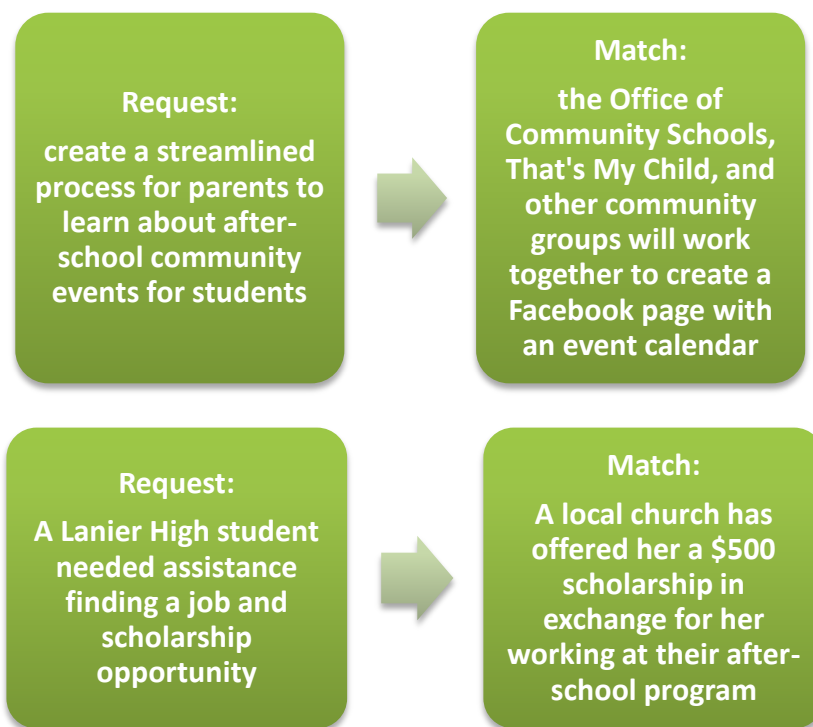 Request:
create a streamlined
process for parents to
learn about after-
school community
events for students
Match:
the Office of
Community Schools,
That's My Child, and
other community
groups will work
together to create a
Facebook page with
an event calendar
Request:
A Lanier High student
needed assistance
finding a job and
scholarship
opportunity
Match:
A local church has
offered her a $500
scholarship in
exchange for her
working at their after-
school program